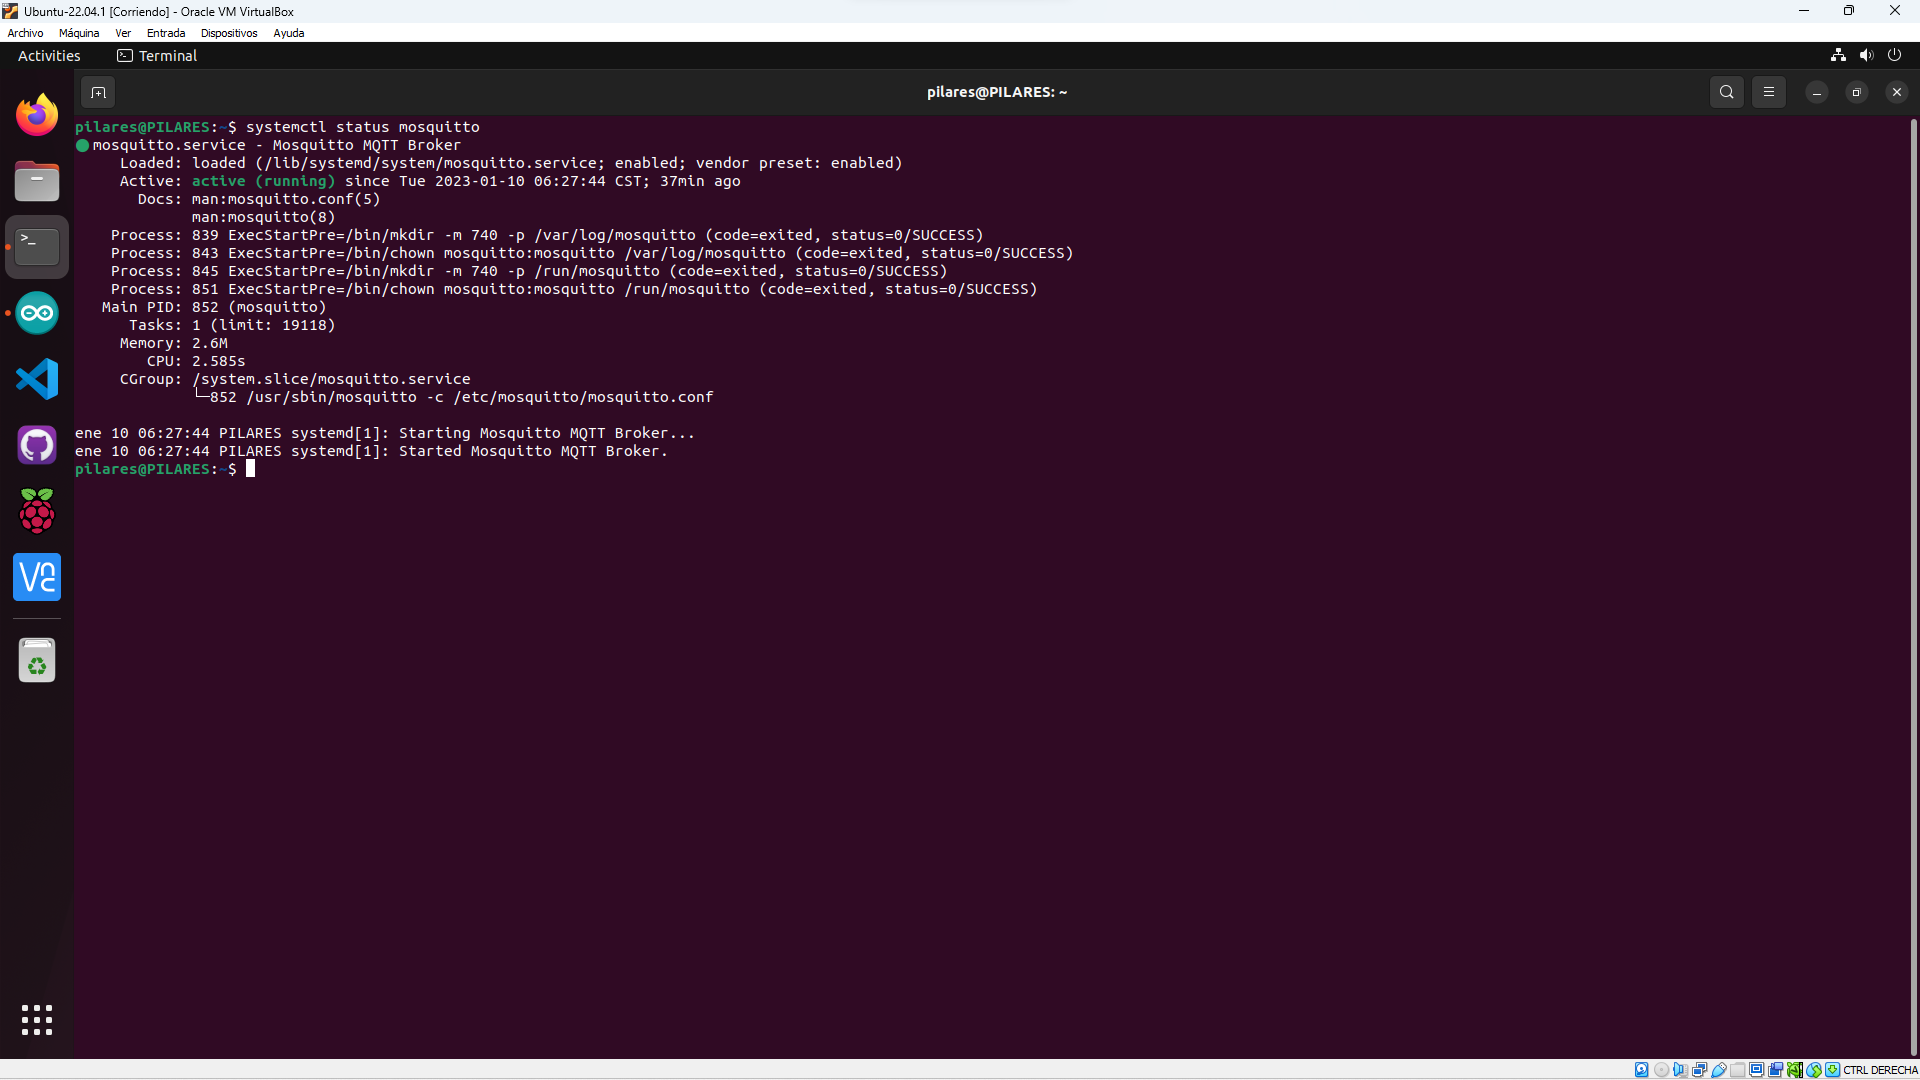 Ubuntu-22.04.1 [Corriendo] - Oracle VM VirtualBox
Archivo Máquina Ver Entrada Dispositivos Ayuda
Activities Terminal
pilares@PILARES: ~
pilares@PILARES:~$ systemctl status mosquitto
mosquitto.service - Mosquitto MQTT Broker
Loaded: loaded (/lib/systemd/system/mosquitto.service; enabled; vendor preset: enabled)
Active: active (running) since Tue 2023-01-10 06:27:44 CST; 37min ago
Docs: man:mosquitto.conf(5)
man:mosquitto(8)
Process: 839 ExecStartPre=/bin/mkdir -m 740 -p /var/log/mosquitto (code=exited, status=0/SUCCESS)
Process: 843 ExecStartPre=/bin/chown mosquitto:mosquitto /var/log/mosquitto (code=exited, status=0/SUCCESS)
Process: 845 ExecStartPre=/bin/mkdir -m 740 -p /run/mosquitto (code=exited, status=0/SUCCESS)
Process: 851 ExecStartPre=/bin/chown mosquitto:mosquitto /run/mosquitto (code=exited, status=0/SUCCESS)
Main PID: 852 (mosquitto)
Tasks: 1 (limit: 19118)
Memory: 2.6M
CPU: 2.585s
CGroup: /system.slice/mosquitto.service
└─852 /usr/sbin/mosquitto -c /etc/mosquitto/mosquitto.conf
ene 10 06:27:44 PILARES systemd[1]: Starting Mosquitto MQTT Broker...
ene 10 06:27:44 PILARES systemd[1]: Started Mosquitto MQTT Broker.
pilares@PILARES:~$
CTRL DERECHA